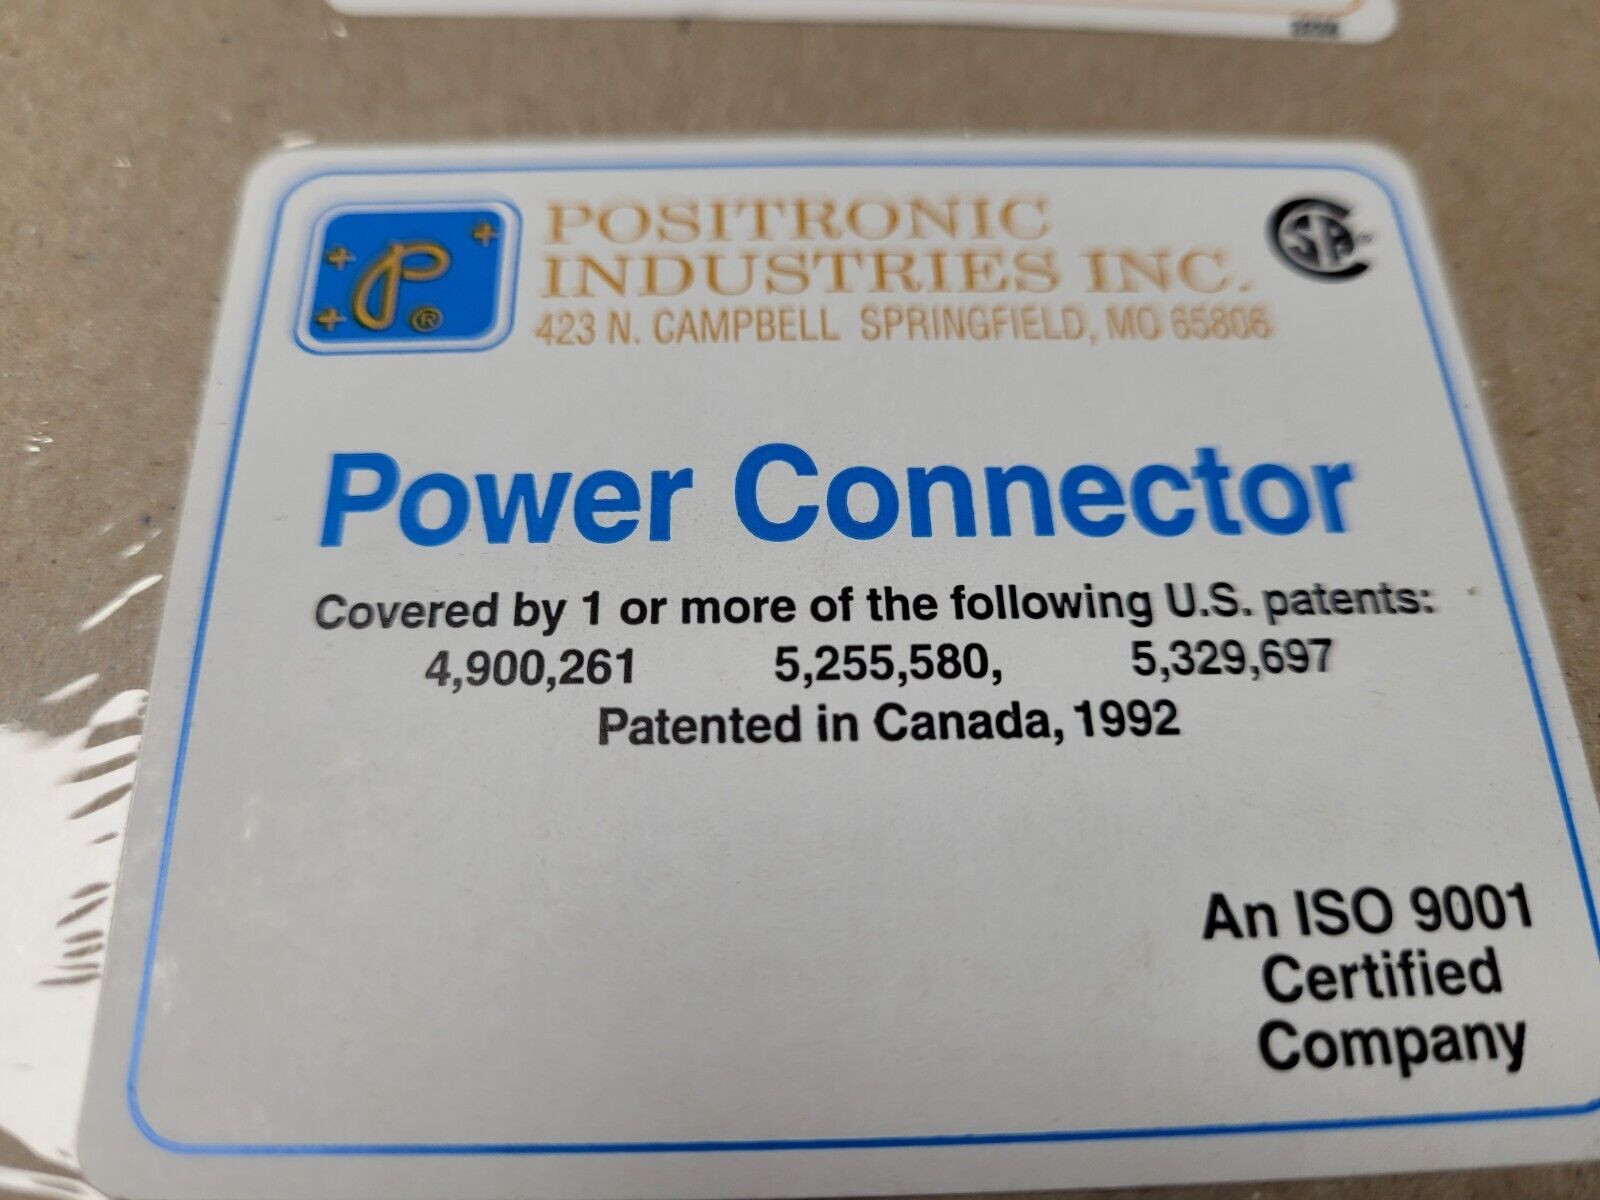 POSITRONIC
INDUSTRIES INC.
423 N. CAMPBELL SPRINGFIELD, MO 65806
P ®
Power Connector
Covered by 1 or more of the following U.S. patents:
4,900,261 5,255,580, 5,329,697
Patented in Canada, 1992
An ISO 9001
Certified
Company